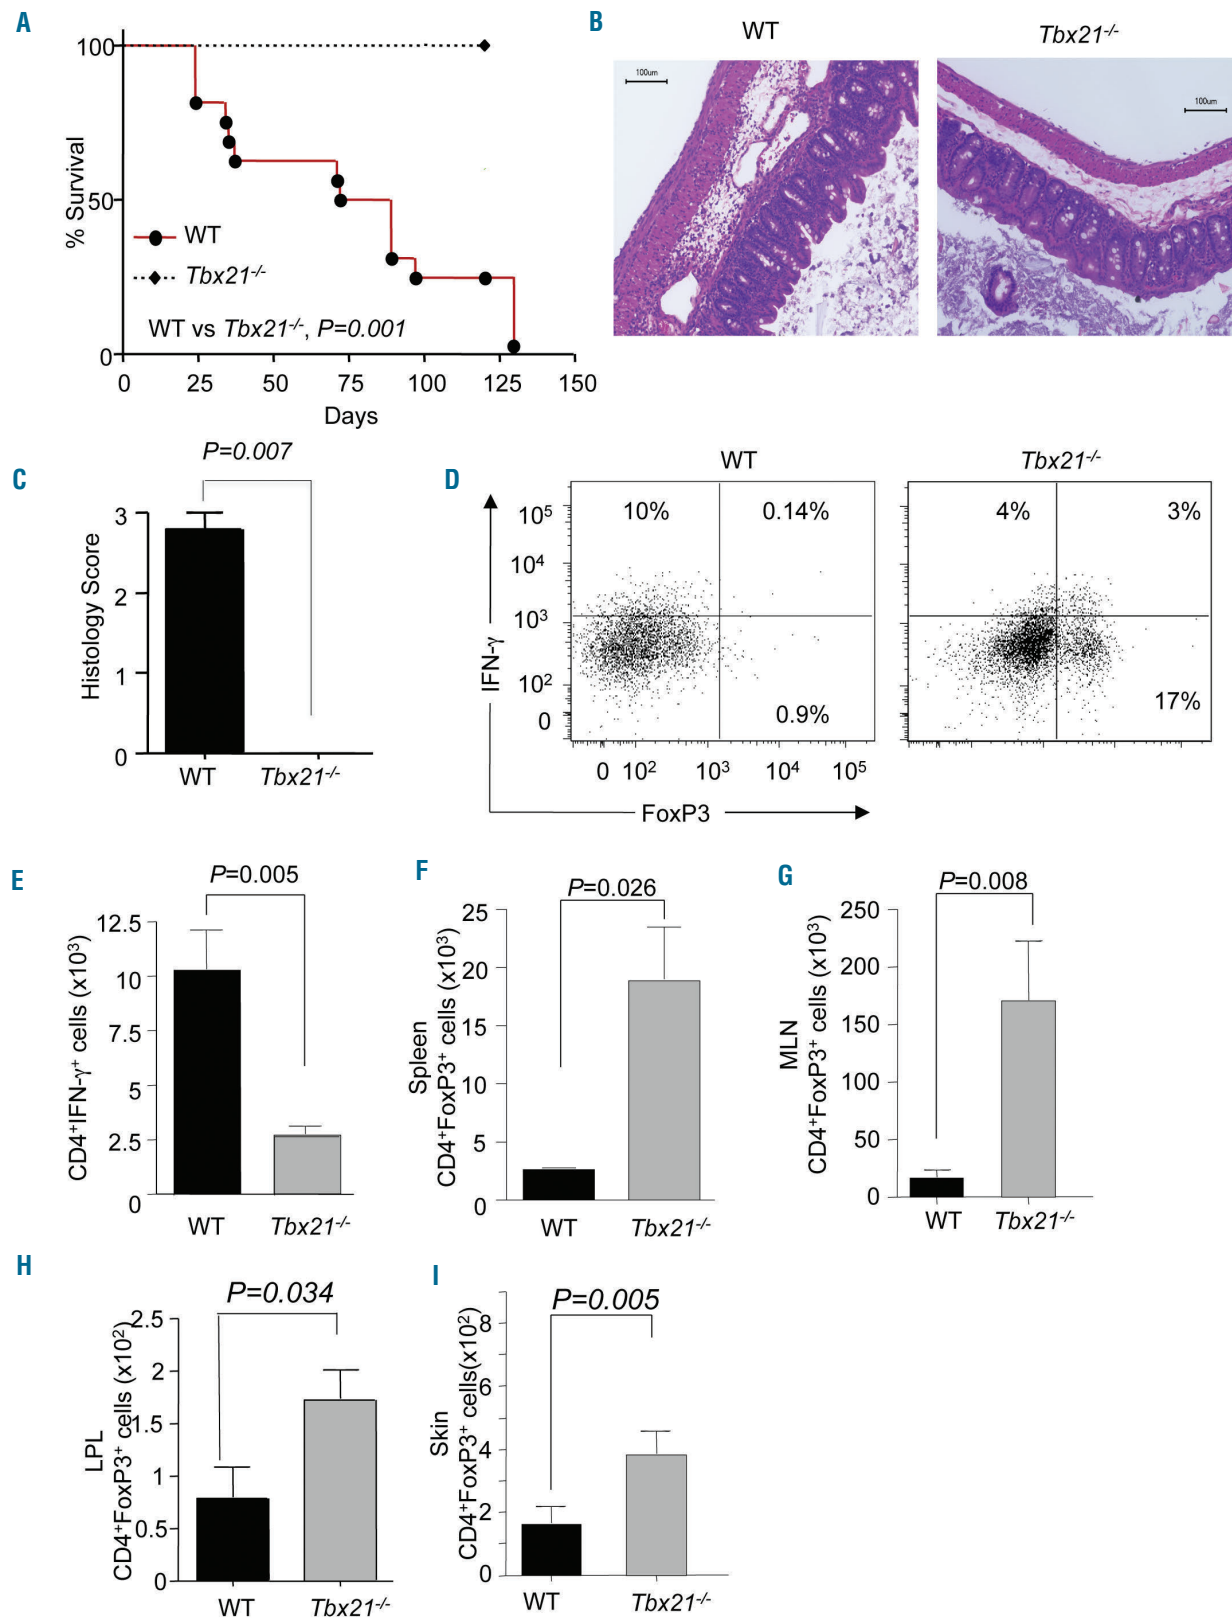 A
100
50
0
% Survival
WT
Tbx21-/-
WT vs Tbx21-/-, P=0.001
0 25 50 75 100 125 150
Days
B
WT
Tbx21-/-
100um
100um
C
P=0.007
3
2
1
0
Histology Score
WT
Tbx21-/-
D
WT
Tbx21-/-
10%
0.14%
0.9%
4%
3%
17%
10⁵
10⁴
10³
10²
0
IFN-γ
0 10² 10³ 10⁴ 10⁵
FoxP3
E
P=0.005
12.5
10
7.5
5
2.5
0
CD4⁺IFN-γ⁺ cells (x10³)
WT
Tbx21-/-
F
P=0.026
25
20
15
10
5
0
Spleen
CD4⁺FoxP3⁺ cells (x10³)
WT
Tbx21-/-
G
P=0.008
250
200
150
100
50
0
MLN
CD4⁺FoxP3⁺ cells (x10³)
WT
Tbx21-/-
H
P=0.034
2.5
2
1.5
1
0.5
0
LPL
CD4⁺FoxP3⁺ cells (x10²)
WT
Tbx21-/-
I
P=0.005
8
6
4
2
0
Skin
CD4⁺FoxP3⁺ cells(x10²)
WT
Tbx21-/-